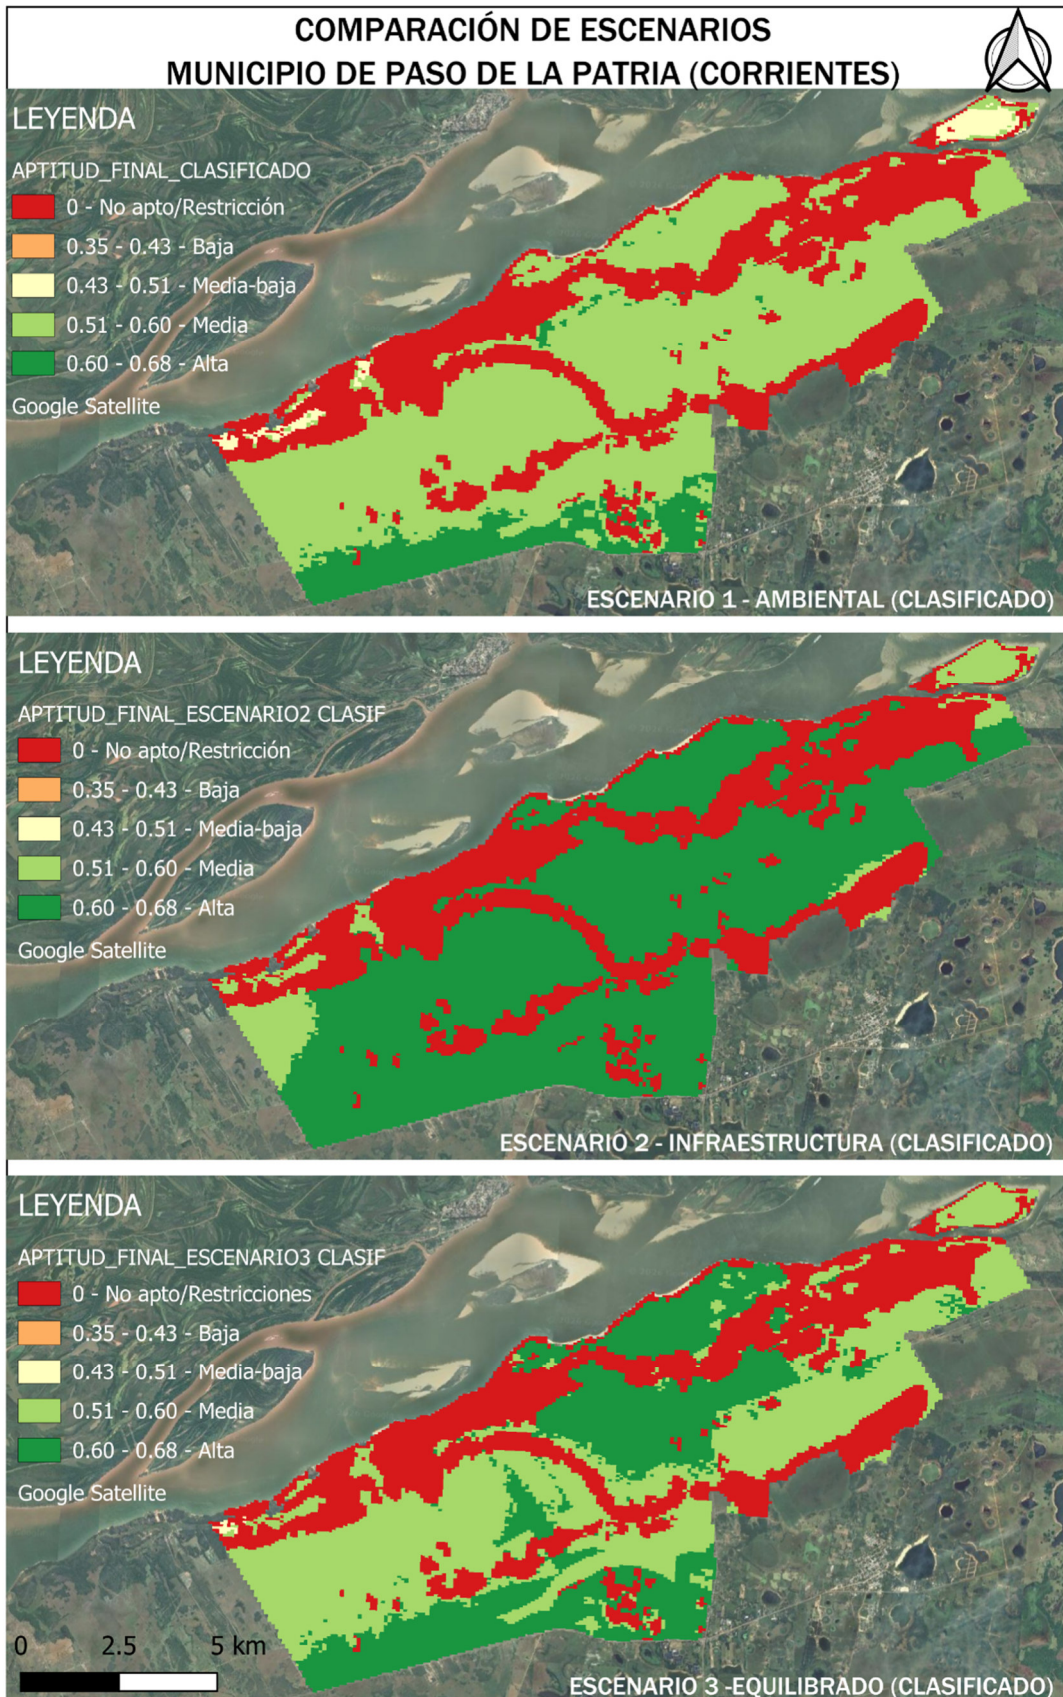 COMPARACIÓN DE ESCENARIOS
MUNICIPIO DE PASO DE LA PATRIA (CORRIENTES)
LEYENDA
APTITUD_FINAL_CLASIFICADO
0 - No apto/Restricción
0.35 - 0.43 - Baja
0.43 - 0.51 - Media-baja
0.51 - 0.60 - Media
0.60 - 0.68 - Alta
Google Satellite
ESCENARIO 1 - AMBIENTAL (CLASIFICADO)
LEYENDA
APTITUD_FINAL_ESCENARIO2 CLASIF
0 - No apto/Restricción
0.35 - 0.43 - Baja
0.43 - 0.51 - Media-baja
0.51 - 0.60 - Media
0.60 - 0.68 - Alta
Google Satellite
ESCENARIO 2 - INFRAESTRUCTURA (CLASIFICADO)
LEYENDA
APTITUD_FINAL_ESCENARIO3 CLASIF
0 - No apto/Restricciones
0.35 - 0.43 - Baja
0.43 - 0.51 - Media-baja
0.51 - 0.60 - Media
0.60 - 0.68 - Alta
Google Satellite
0 2.5 5 km
ESCENARIO 3 -EQUILIBRADO (CLASIFICADO)